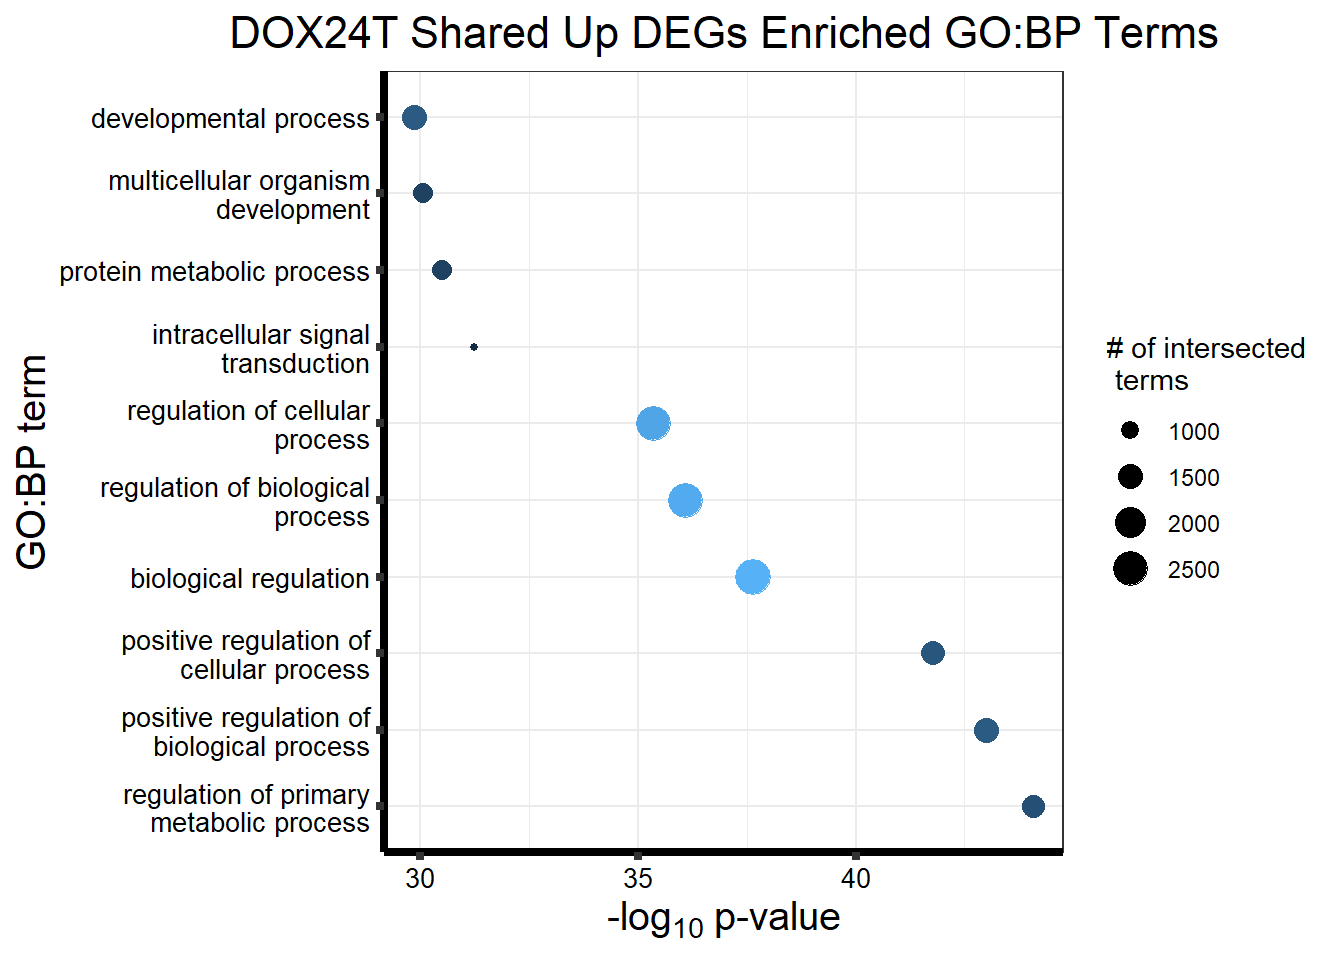 DOX24T Shared Up DEGs Enriched GO:BP Terms
GO:BP term
developmental process
multicellular organism
development
protein metabolic process
intracellular signal
transduction
regulation of cellular
process
regulation of biological
process
biological regulation
positive regulation of
cellular process
positive regulation of
biological process
regulation of primary
metabolic process
30 35 40
-log10 p-value
# of intersected
terms
1000
1500
2000
2500